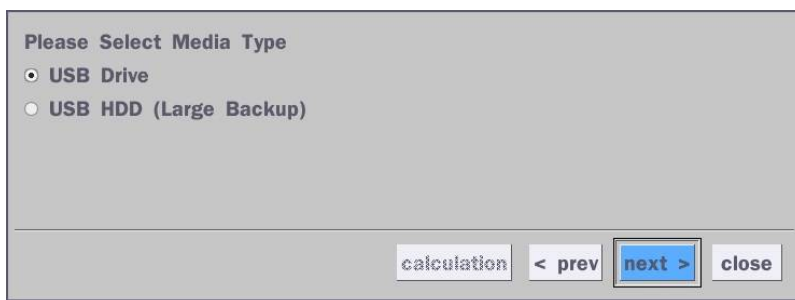 Please Select Media Type
USB Drive
USB HDD (Large Backup)
calculation < prev next > close